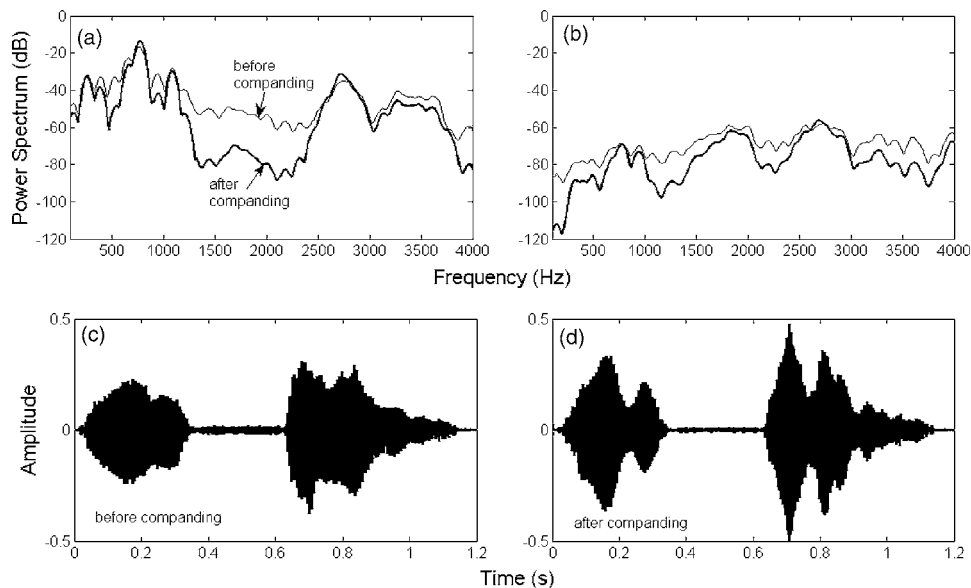 0
-20
-40
-60
-80
-100
-120
Power Spectrum (dB)
(a)
before
companding
after
companding
500 1000 1500 2000 2500 3000 3500 4000
0
-20
-40
-60
-80
-100
-120
(b)
500 1000 1500 2000 2500 3000 3500 4000
Frequency (Hz)
0.5
0
-0.5
Amplitude
(c)
before companding
0 0.2 0.4 0.6 0.8 1 1.2
0.5
0
-0.5
(d)
after companding
0 0.2 0.4 0.6 0.8 1 1.2
Time (s)